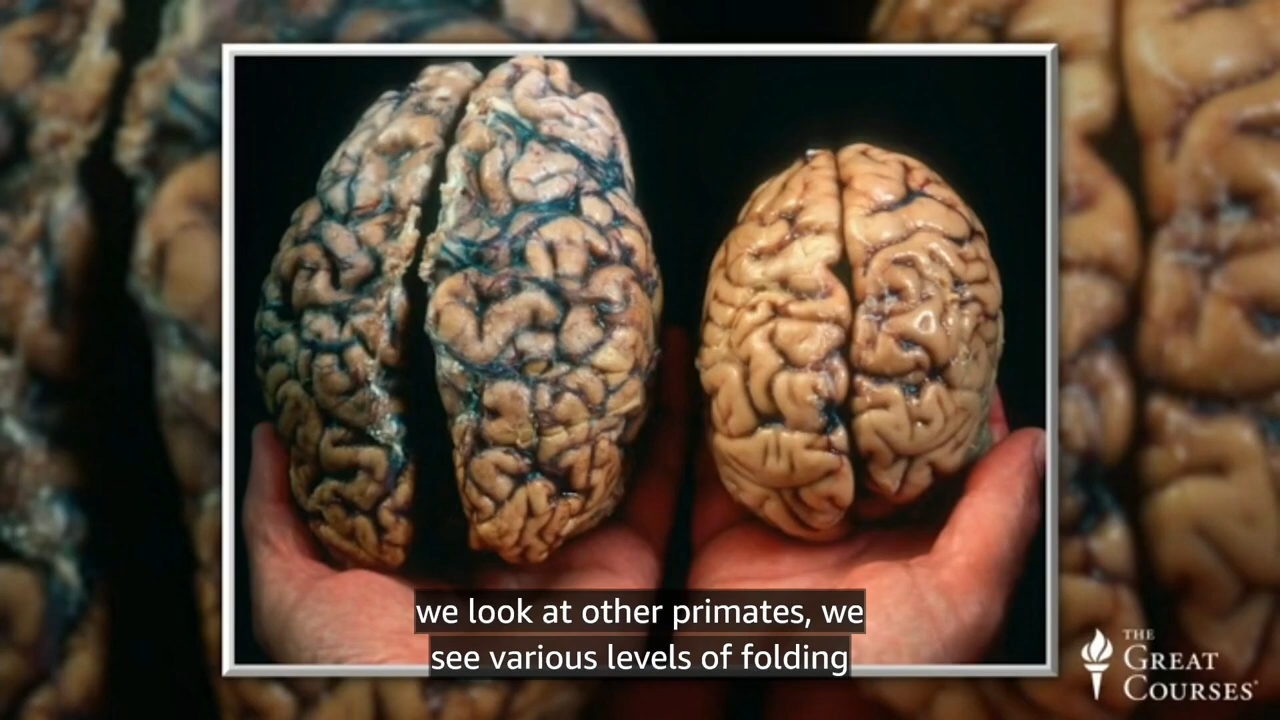 we look at other primates, we
see various levels of folding
THE
GREAT
COURSES